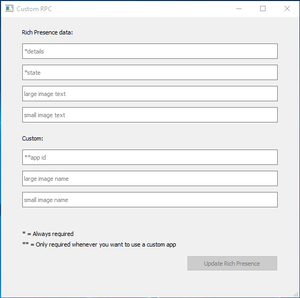 Custom RPC
Rich Presence data:
*details
*state
large image text
small image text
Custom:
**app id
large image name
small image name
* = Always required
** = Only required whenever you want to use a custom app
Update Rich Presence